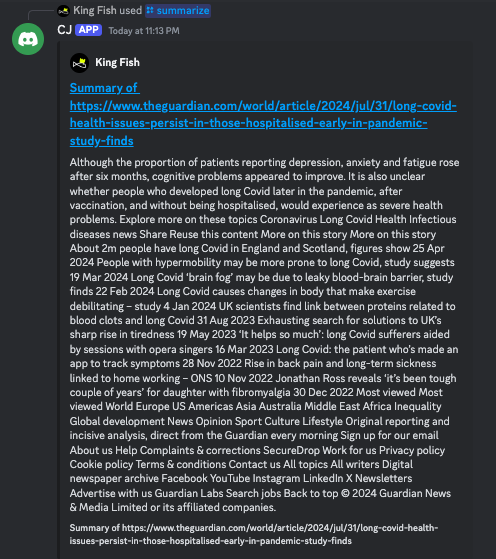 King Fish used summarize
CJ APP Today at 11:13 PM
King Fish
Summary of
https://www.theguardian.com/world/article/2024/jul/31/long-covid-
health-issues-persist-in-those-hospitalised-early-in-pandemic-
study-finds
Although the proportion of patients reporting depression, anxiety and fatigue rose
after six months, cognitive problems appeared to improve. It is also unclear
whether people who developed long Covid later in the pandemic, after
vaccination, and without being hospitalised, would experience as severe health
problems. Explore more on these topics Coronavirus Long Covid Health Infectious
diseases news Share Reuse this content More on this story More on this story
About 2m people have long Covid in England and Scotland, figures show 25 Apr
2024 People with hypermobility may be more prone to long Covid, study suggests
19 Mar 2024 Long Covid ‘brain fog’ may be due to leaky blood-brain barrier, study
finds 22 Feb 2024 Long Covid causes changes in body that make exercise
debilitating – study 4 Jan 2024 UK scientists find link between proteins related to
blood clots and long Covid 31 Aug 2023 Exhausting search for solutions to UK’s
sharp rise in tiredness 19 May 2023 ‘It helps so much’: long Covid sufferers aided
by sessions with opera singers 16 Mar 2023 Long Covid: the patient who’s made an
app to track symptoms 28 Nov 2022 Rise in back pain and long-term sickness
linked to home working – ONS 10 Nov 2022 Jonathan Ross reveals ‘it’s been tough
couple of years’ for daughter with fibromyalgia 30 Dec 2022 Most viewed Most
viewed World Europe US Americas Asia Australia Middle East Africa Inequality
Global development News Opinion Sport Culture Lifestyle Original reporting and
incisive analysis, direct from the Guardian every morning Sign up for our email
About us Help Complaints & corrections SecureDrop Work for us Privacy policy
Cookie policy Terms & conditions Contact us All topics All writers Digital
newspaper archive Facebook YouTube Instagram LinkedIn X Newsletters
Advertise with us Guardian Labs Search jobs Back to top © 2024 Guardian News
& Media Limited or its affiliated companies.
Summary of https://www.theguardian.com/world/article/2024/jul/31/long-covid-health-
issues-persist-in-those-hospitalised-early-in-pandemic-study-finds